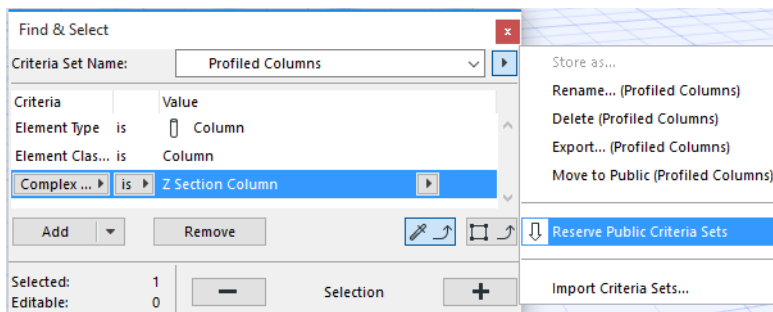 Find & Select
x
Criteria Set Name:
Profiled Columns
Criteria
Value
Element Type is Column
Element Clas... is Column
Complex ... is Z Section Column
Add
Remove
Selected: 1
Editable: 0
Selection
Store as...
Rename... (Profiled Columns)
Delete (Profiled Columns)
Export... (Profiled Columns)
Move to Public (Profiled Columns)
Reserve Public Criteria Sets
Import Criteria Sets...